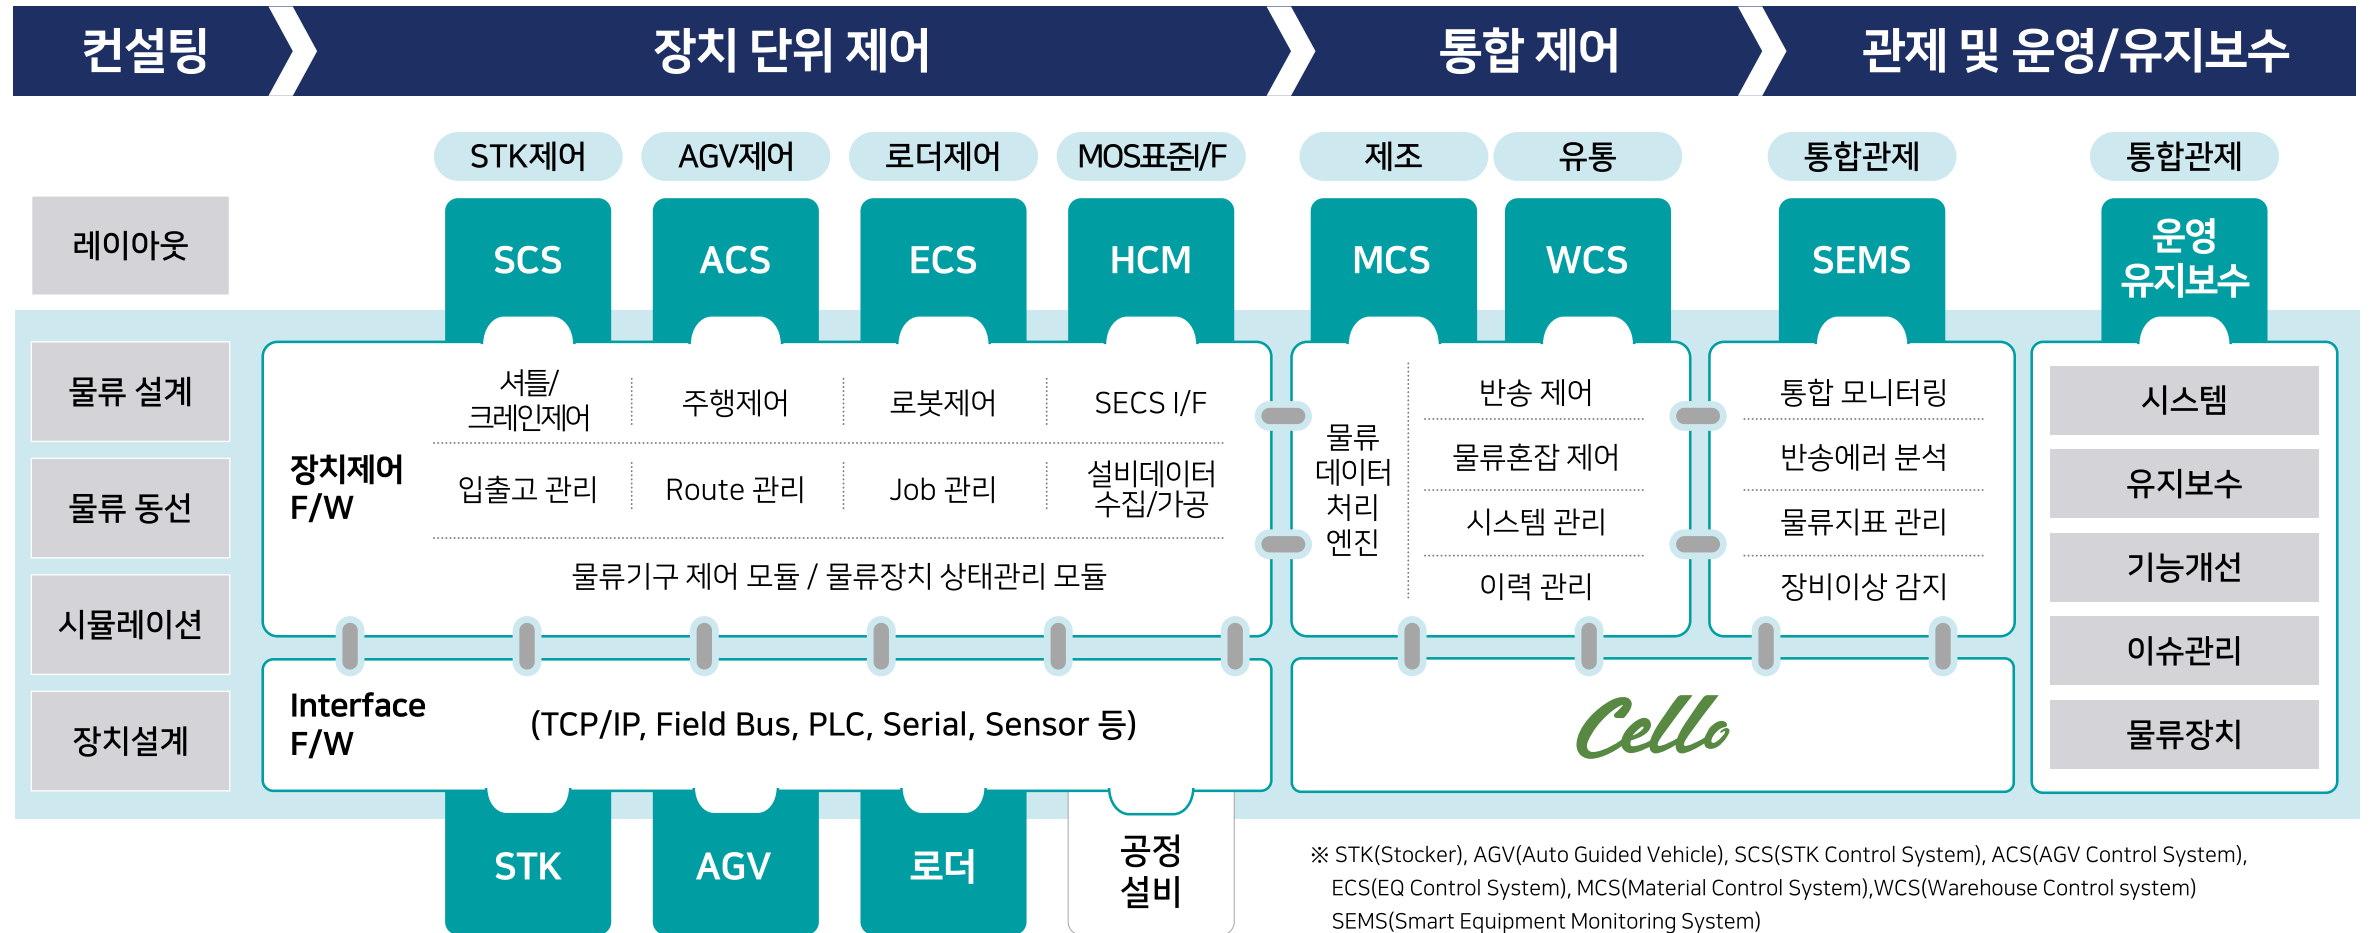 컨설팅
장치 단위 제어
통합 제어
관제 및 운영/유지보수
STK제어
AGV제어
로더제어
MOS표준I/F
제조
유통
통합관제
통합관제
레이아웃
SCS
ACS
ECS
HCM
MCS
WCS
SEMS
운영
유지보수
물류 설계
물류 동선
시뮬레이션
장치설계
장치제어
F/W
셔틀/
크레인제어
주행제어
로봇제어
SECS I/F
입출고 관리
Route 관리
Job 관리
설비데이터
수집/가공
물류기구 제어 모듈 / 물류장치 상태관리 모듈
물류
데이터
처리
엔진
반송 제어
물류혼잡 제어
시스템 관리
이력 관리
통합 모니터링
반송에러 분석
물류지표 관리
장비이상 감지
시스템
유지보수
기능개선
이슈관리
물류장치
Interface
F/W
(TCP/IP, Field Bus, PLC, Serial, Sensor 등)
Cello
STK
AGV
로더
공정
설비
※ STK(Stocker), AGV(Auto Guided Vehicle), SCS(STK Control System), ACS(AGV Control System),
ECS(EQ Control System), MCS(Material Control System),WCS(Warehouse Control system)
SEMS(Smart Equipment Monitoring System)